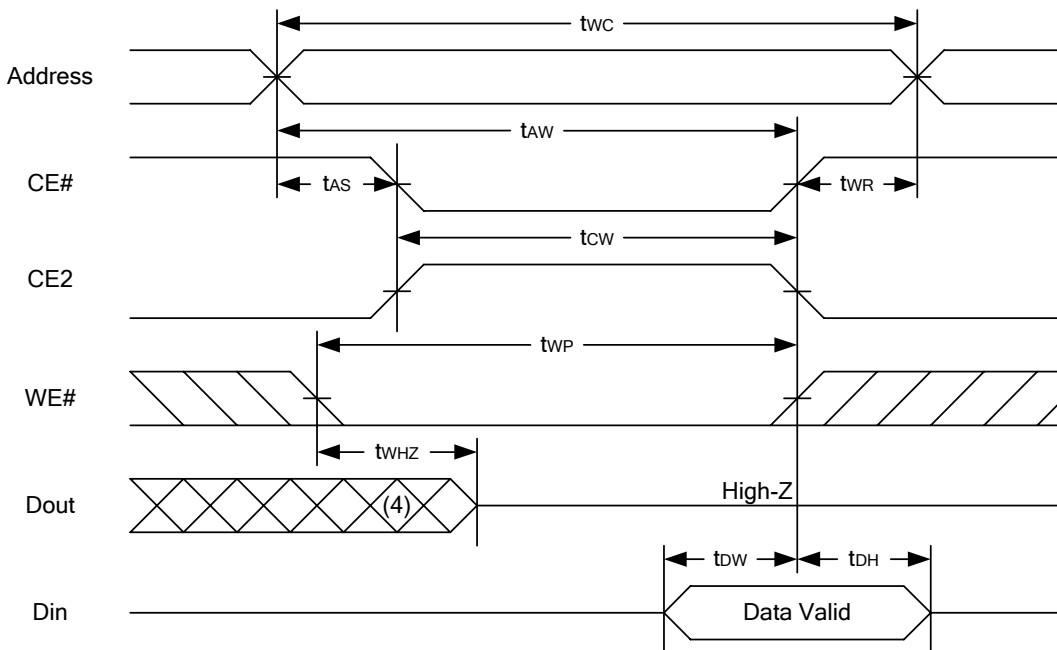 tWC
Address
tAW
CE#
tAS
tWR
tCW
CE2
tWP
WE#
tWHZ
Dout
(4)
High-Z
tDW
tDH
Din
Data Valid